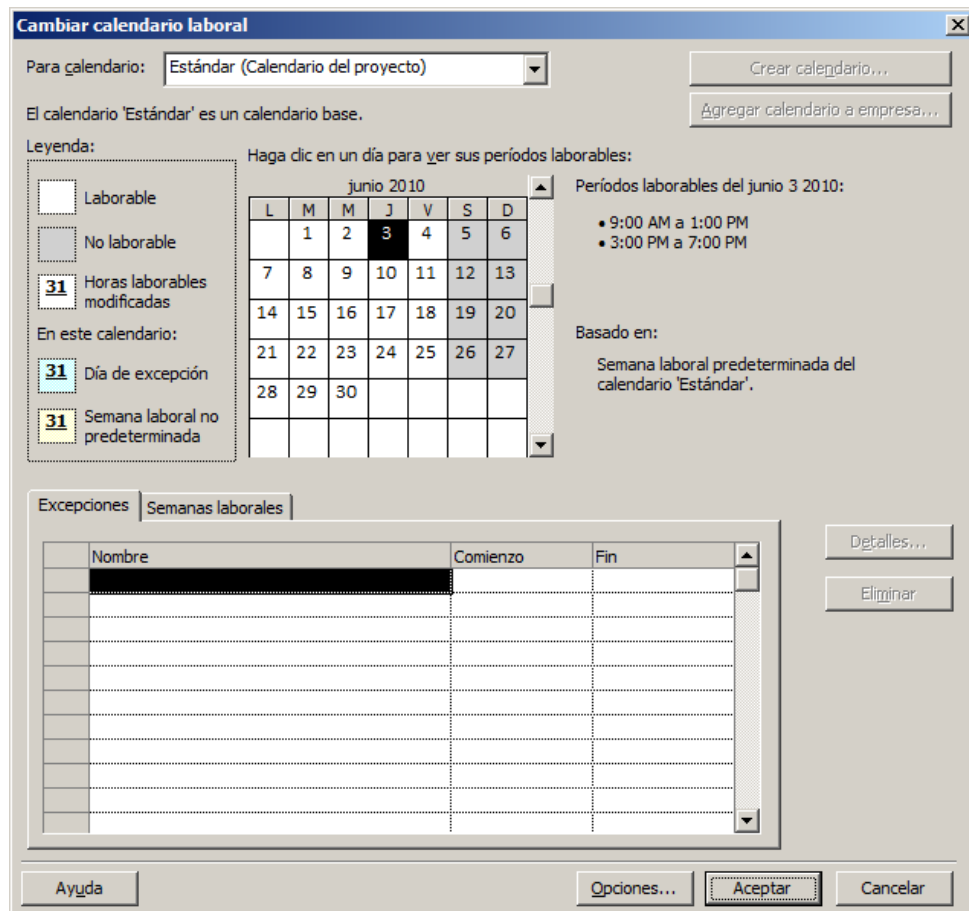 Cambiar calendario laboral
Para calendario: Estándar (Calendario del proyecto)
Crear calendario...
El calendario 'Estándar' es un calendario base.
Agregar calendario a empresa...
Leyenda:
Laborable
No laborable
31 Horas laborables modificadas
En este calendario:
31 Día de excepción
31 Semana laboral no predeterminada
Haga clic en un día para ver sus períodos laborables:
junio 2010
L M M J V S D
1 2 3 4 5 6
7 8 9 10 11 12 13
14 15 16 17 18 19 20
21 22 23 24 25 26 27
28 29 30
Períodos laborables del junio 3 2010:
• 9:00 AM a 1:00 PM
• 3:00 PM a 7:00 PM
Basado en:
Semana laboral predeterminada del
calendario 'Estándar'.
Excepciones Semanas laborales
Nombre Comienzo Fin
Detalles...
Eliminar
Ayuda Opciones... Aceptar Cancelar